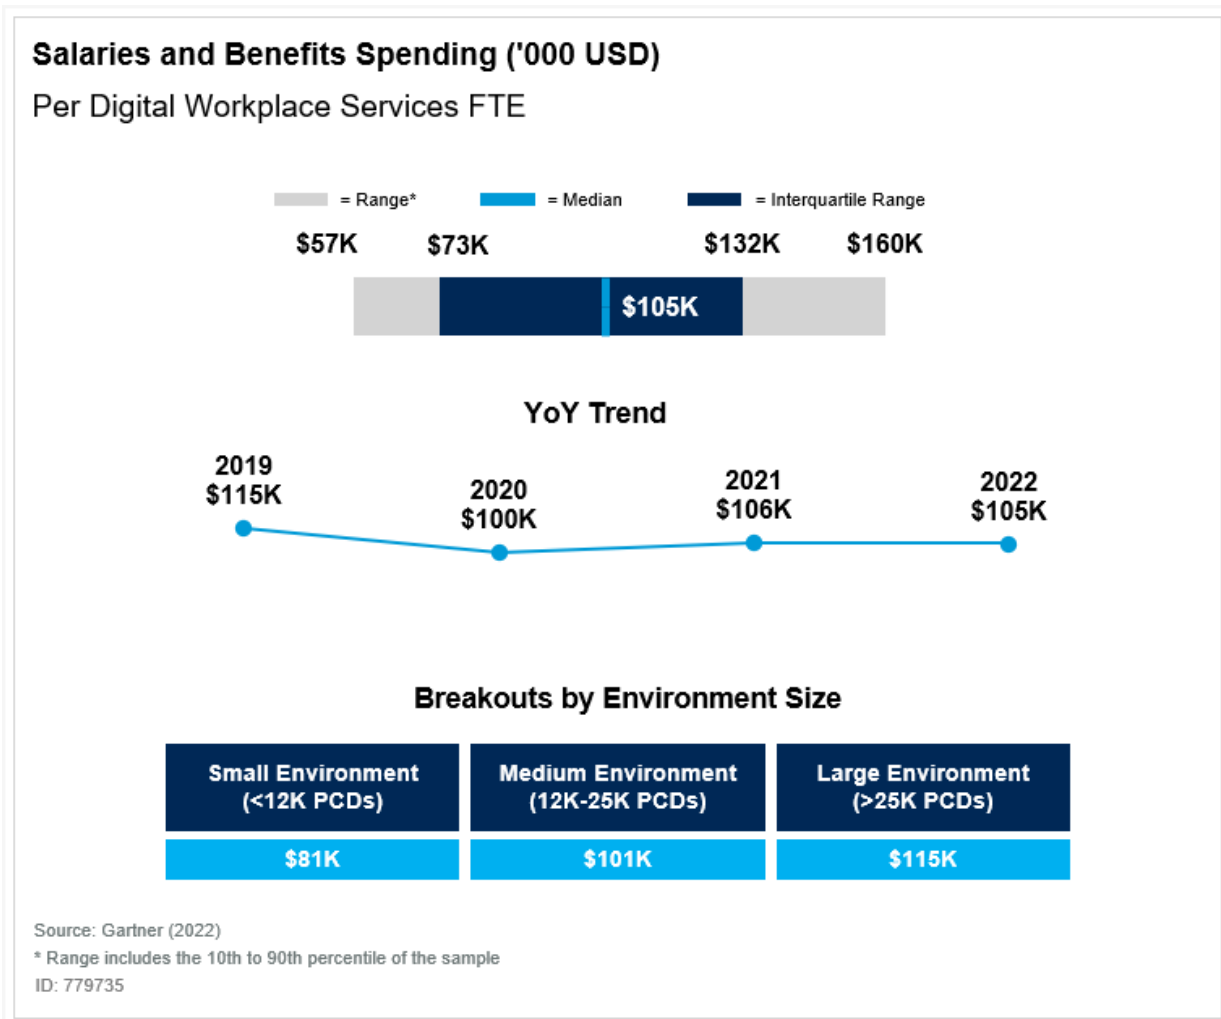 Salaries and Benefits Spending ('000 USD)
Per Digital Workplace Services FTE
= Range*
= Median
= Interquartile Range
$57K
$73K
$132K
$160K
$105K
YoY Trend
2019
$115K
2020
$100K
2021
$106K
2022
$105K
Breakouts by Environment Size
Small Environment
(<12K PCDs)
Medium Environment
(12K-25K PCDs)
Large Environment
(>25K PCDs)
$81K
$101K
$115K
Source: Gartner (2022)
* Range includes the 10th to 90th percentile of the sample
ID: 779735